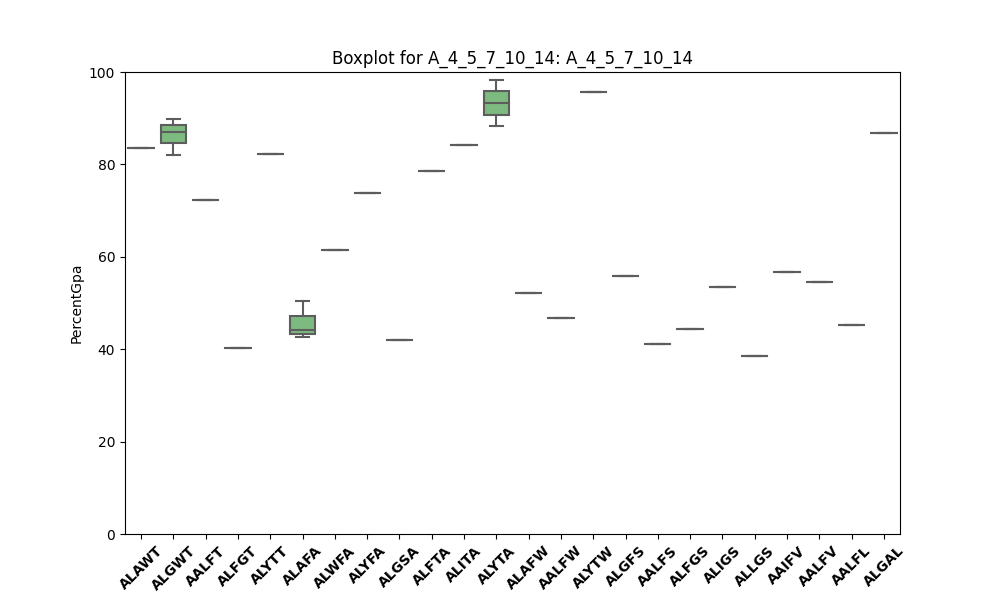 Boxplot for A_4_5_7_10_14: A_4_5_7_10_14
PercentGpa
100
80
60
40
20
0
ALAWT ALGWT AALFT ALFGT ALYTT ALAFA ALWFA ALYFA ALGSA ALFTA ALITA ALYTA ALAFW AALFW ALYTW ALGFS AALFS ALFGS ALIGS ALLGS AAIFV AALFV AALFL ALGAL